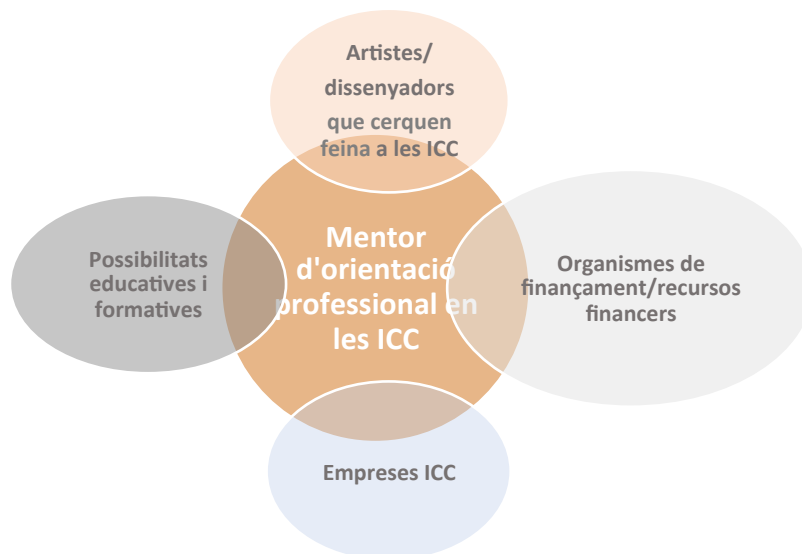 Artistes/
dissenyadors
que cerquen
feina a les ICC
Mentor
d'orientació
professional en
les ICC
Possibilitats
educatives i
formatives
Organismes de
finançament/recursos
financers
Empreses ICC